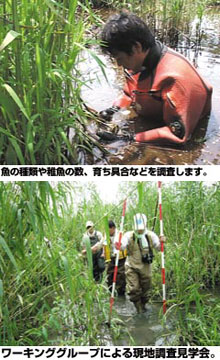 魚の種類や稚魚の数、育ち具合などを調査します。
ワーキンググループによる現地調査見学会。